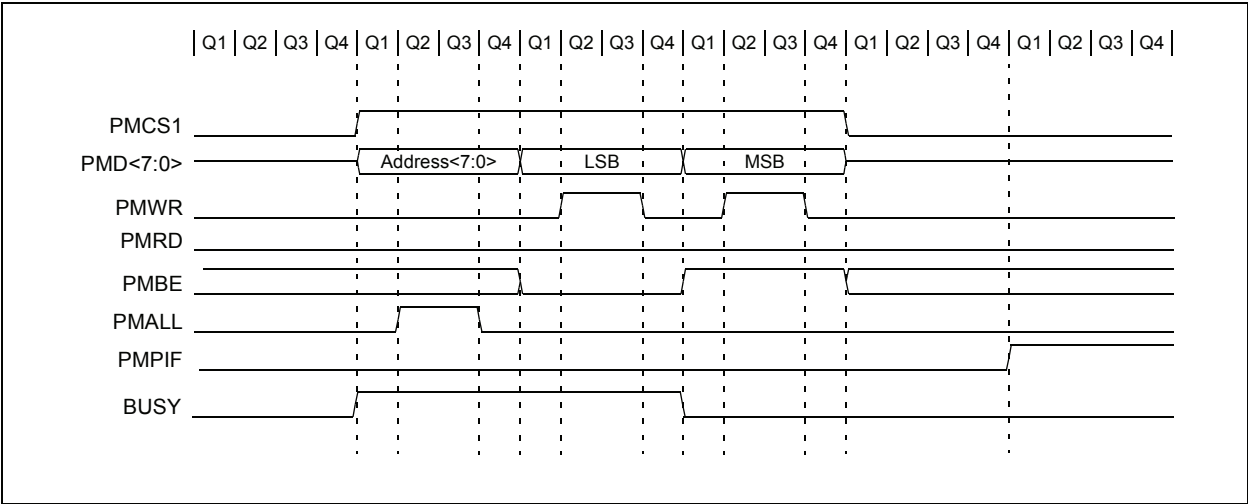 Q1 Q2 Q3 Q4 Q1 Q2 Q3 Q4 Q1 Q2 Q3 Q4 Q1 Q2 Q3 Q4 Q1 Q2 Q3 Q4 Q1 Q2 Q3 Q4
PMCS1
PMD<7:0> Address<7:0> LSB MSB
PMWR
PMRD
PMBE
PMALL
PMPIF
BUSY